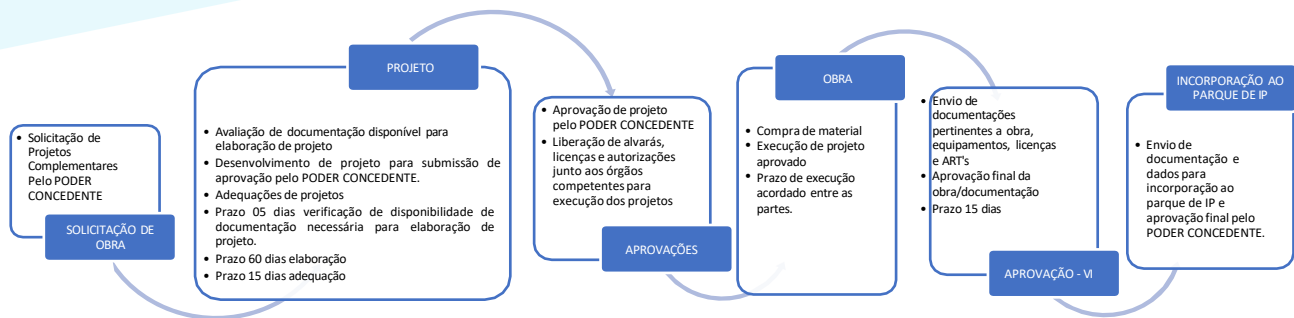 • Solicitação de
Projetos
Complementares
Pelo PODER
CONCEDENTE
SOLICITAÇÃO DE
OBRA
PROJETO
• Avaliação de documentação disponível para
elaboração de projeto
• Desenvolvimento de projeto para submissão de
aprovação pelo PODER CONCEDENTE.
• Adequações de projetos
• Prazo 05 dias verificação de disponibilidade de
documentação necessária para elaboração de
projeto.
• Prazo 60 dias elaboração
• Prazo 15 dias adequação
• Aprovação de projeto
pelo PODER CONCEDENTE
• Liberação de alvarás,
licenças e autorizações
junto aos órgãos
competentes para
execução dos projetos
APROVAÇÕES
OBRA
• Compra de material
• Execução de projeto
aprovado
• Prazo de execução
acordado entre as
partes.
• Envio de
documentações
pertinentes a obra,
equipamentos, licenças
e ART's
• Aprovação final da
obra/documentação
• Prazo 15 dias
APROVAÇÃO - VI
INCORPORAÇÃO AO
PARQUE DE IP
• Envio de
documentação e
dados para
incorporação ao
parque de IP e
aprovação final pelo
PODER CONCEDENTE.